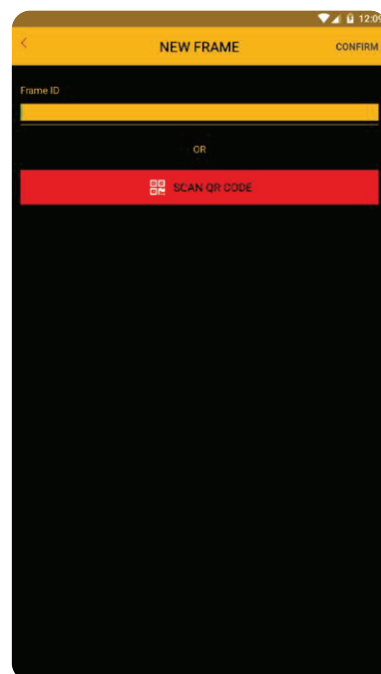 12:09
NEW FRAME
CONFIRM
Frame ID
OR
SCAN QR CODE